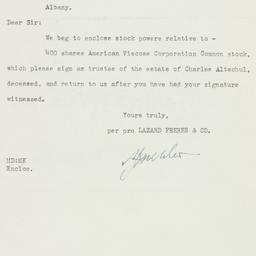 Albany.
Dear Sir:
We beg to enclose stock powers relative to -
400 shares American Viscose Corporation Common stock,
which please sign as trustee of the estate of Charles Altschul,
deceased, and return to us after you have had your signature
witnessed.
Yours truly,
per pro LAZARD FRERES & CO.
MD:MK
Enclos.